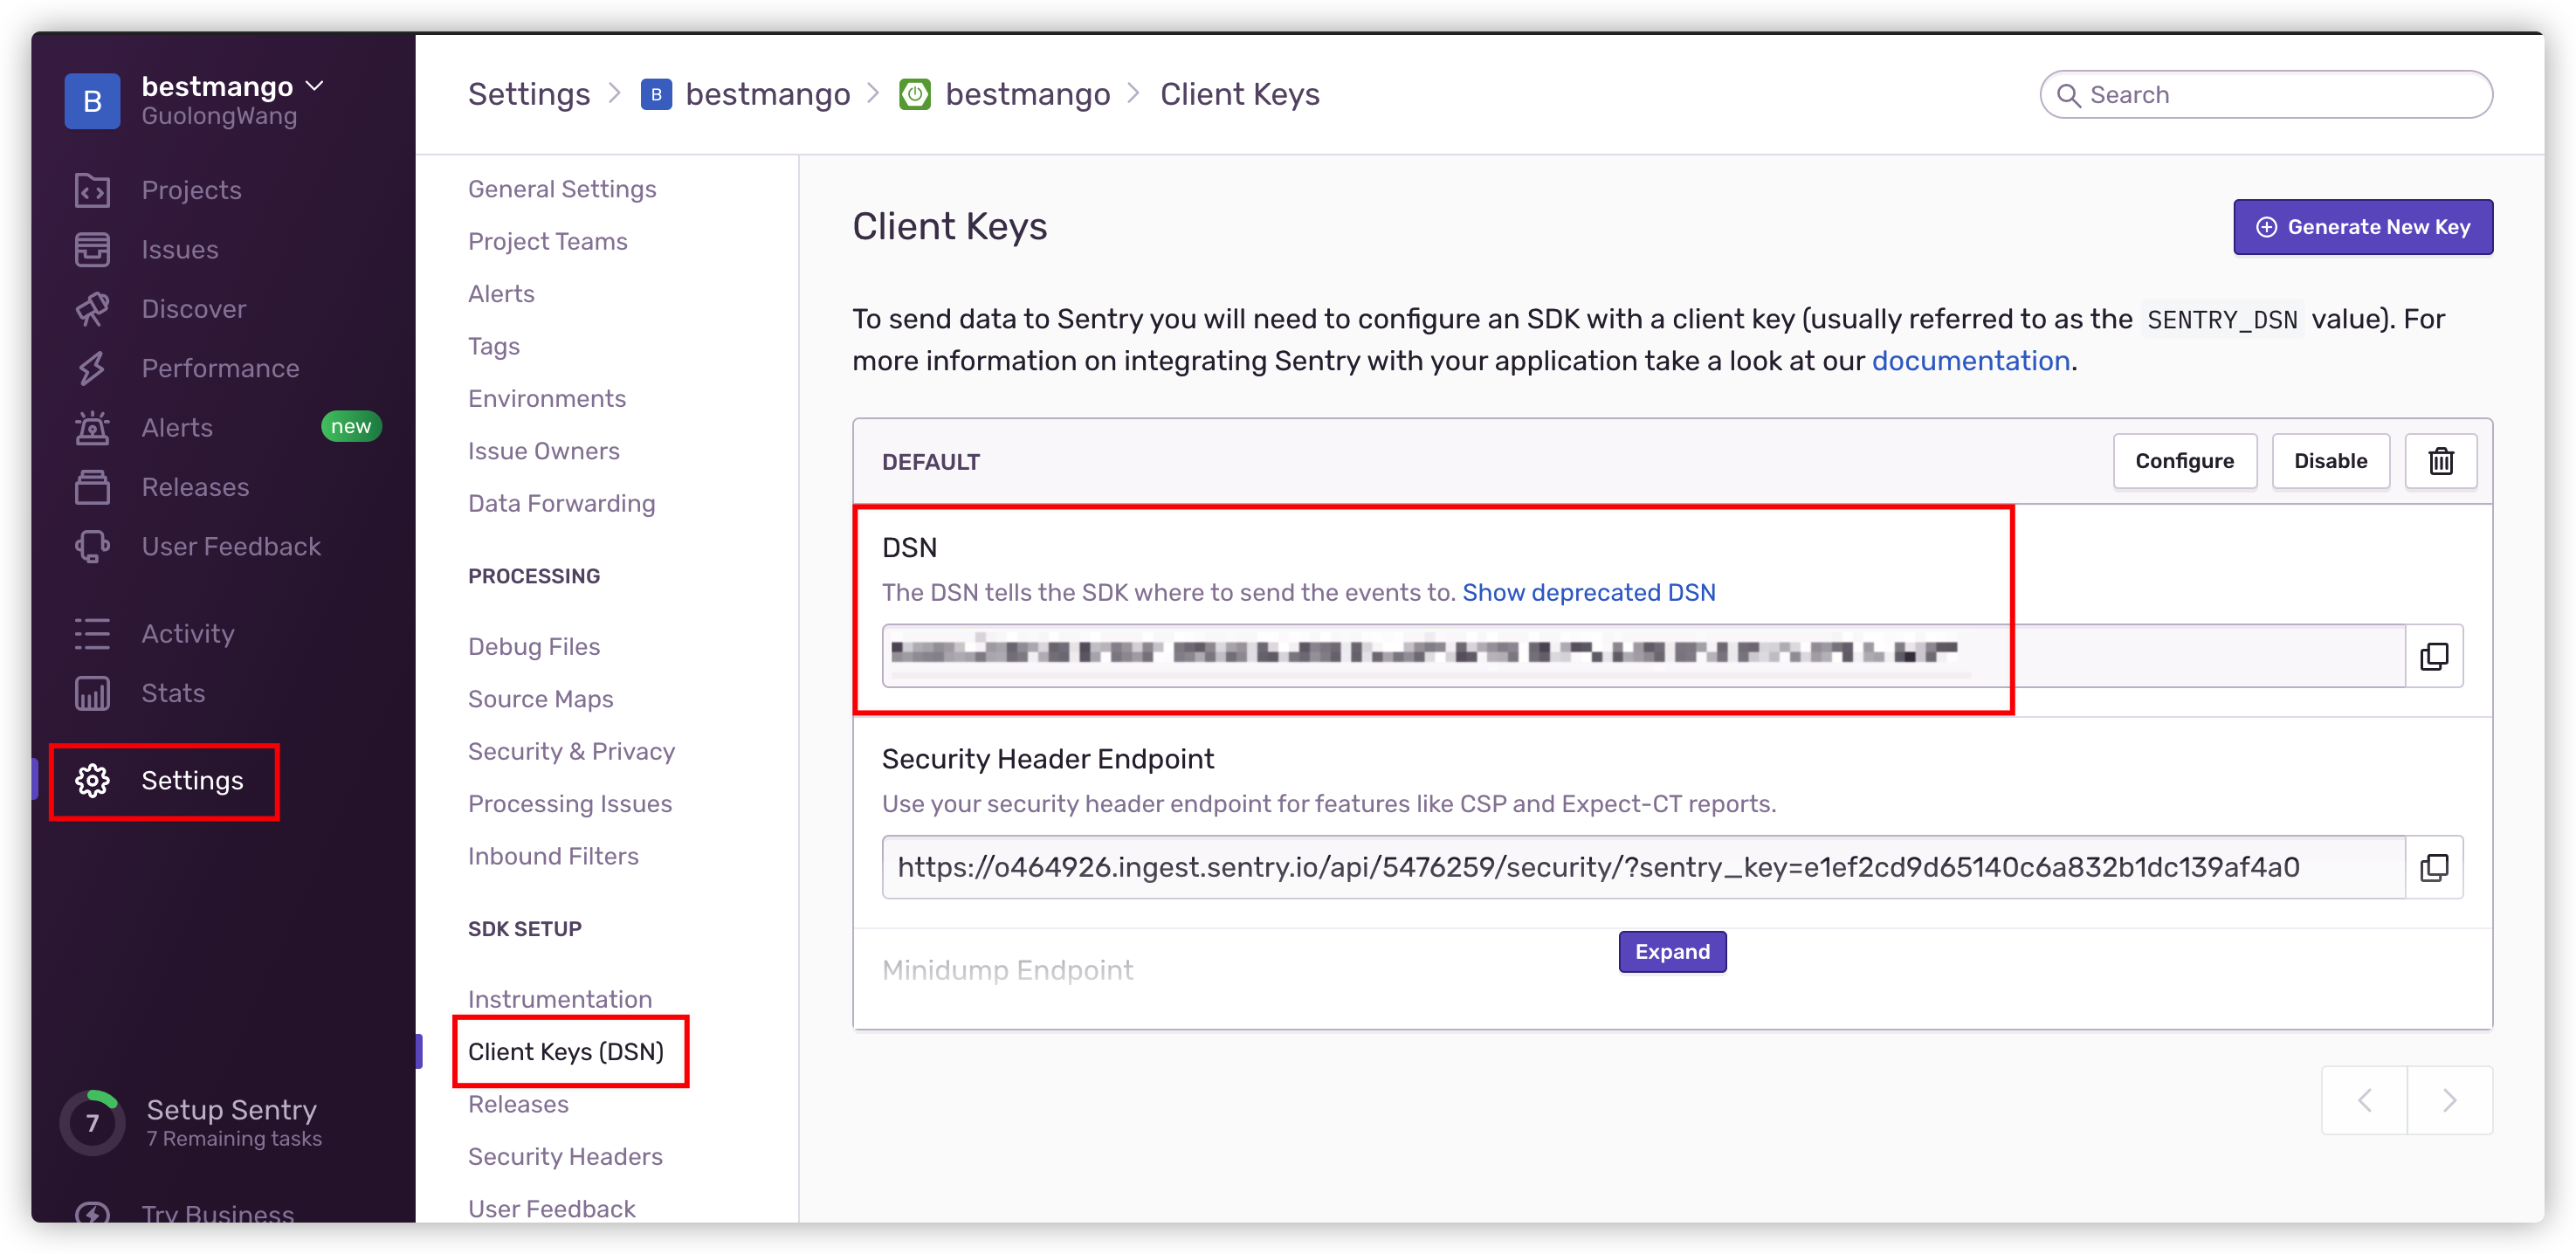 B
bestmango
GuolongWang
Projects
Issues
Discover
Performance
Alerts new
Releases
User Feedback
Activity
Stats
Settings
7
Setup Sentry
7 Remaining tasks
Try Business
Settings > B bestmango > bestmango > Client Keys
Search
General Settings
Project Teams
Alerts
Tags
Environments
Issue Owners
Data Forwarding
PROCESSING
Debug Files
Source Maps
Security & Privacy
Processing Issues
Inbound Filters
SDK SETUP
Instrumentation
Client Keys (DSN)
Releases
Security Headers
User Feedback
Client Keys
Generate New Key
To send data to Sentry you will need to configure an SDK with a client key (usually referred to as the SENTRY_DSN value). For
more information on integrating Sentry with your application take a look at our documentation.
DEFAULT
Configure
Disable
DSN
The DSN tells the SDK where to send the events to. Show deprecated DSN
Security Header Endpoint
Use your security header endpoint for features like CSP and Expect-CT reports.
https://o464926.ingest.sentry.io/api/5476259/security/?sentry_key=e1ef2cd9d65140c6a832b1dc139af4a0
Expand
Minidump Endpoint